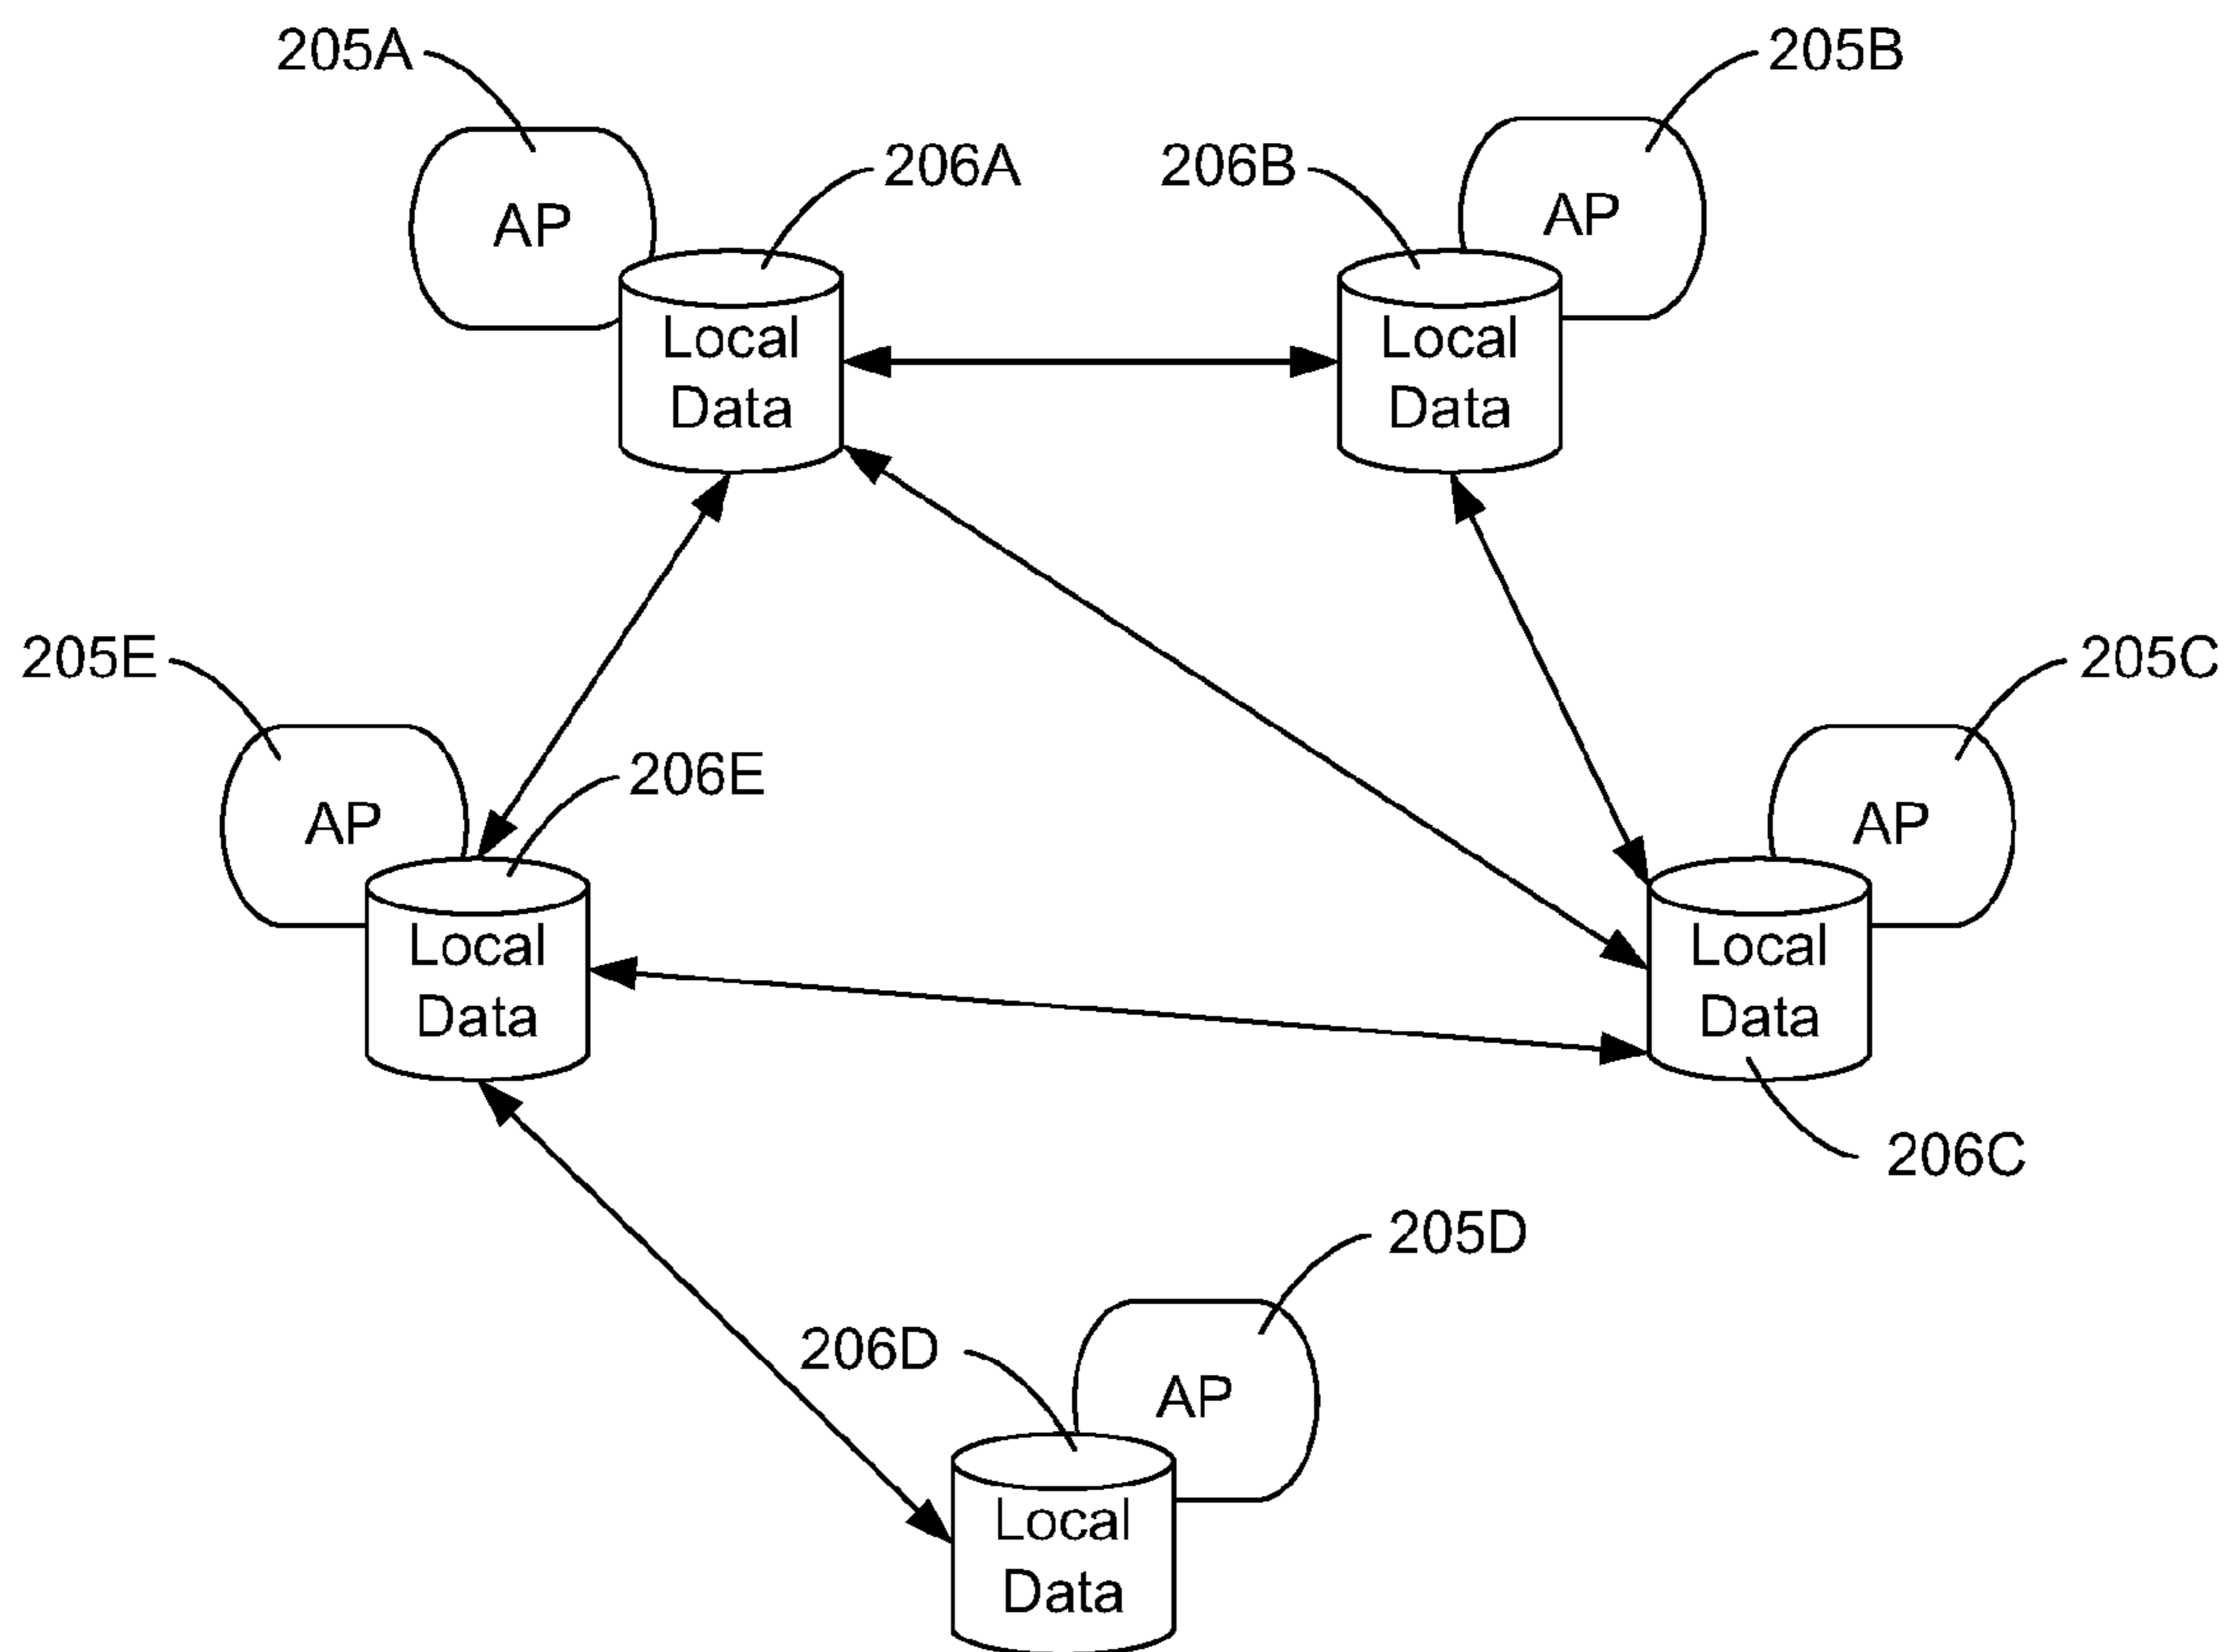 205A
205B
206A
206B
AP
AP
Local
Data
Local
Data
205E
205C
206E
AP
AP
Local
Data
Local
Data
206C
205D
206D
AP
Local
Data